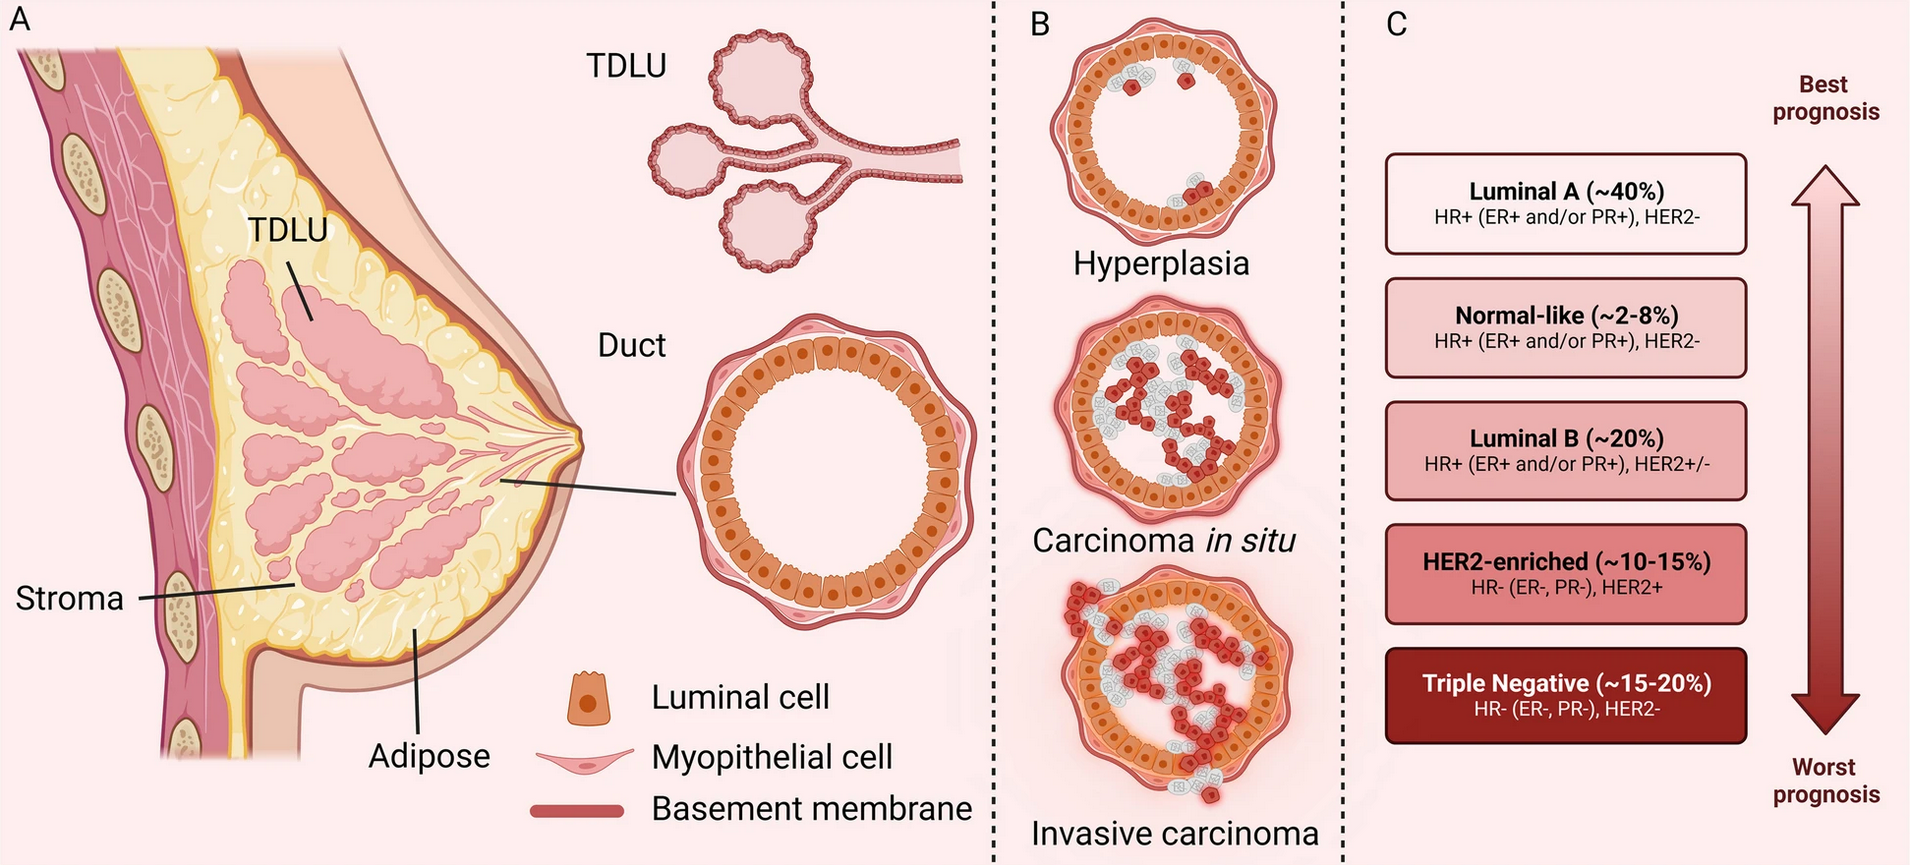 A
TDLU
TDLU
Duct
Stroma
Adipose
Luminal cell
Myopithelial cell
Basement membrane
B
Hyperplasia
Carcinoma in situ
Invasive carcinoma
C
Best
prognosis
Luminal A (~40%)
HR+ (ER+ and/or PR+), HER2-
Normal-like (~2-8%)
HR+ (ER+ and/or PR+), HER2-
Luminal B (~20%)
HR+ (ER+ and/or PR+), HER2+/-
HER2-enriched (~10-15%)
HR- (ER-, PR-), HER2+
Triple Negative (~15-20%)
HR- (ER-, PR-), HER2-
Worst
prognosis